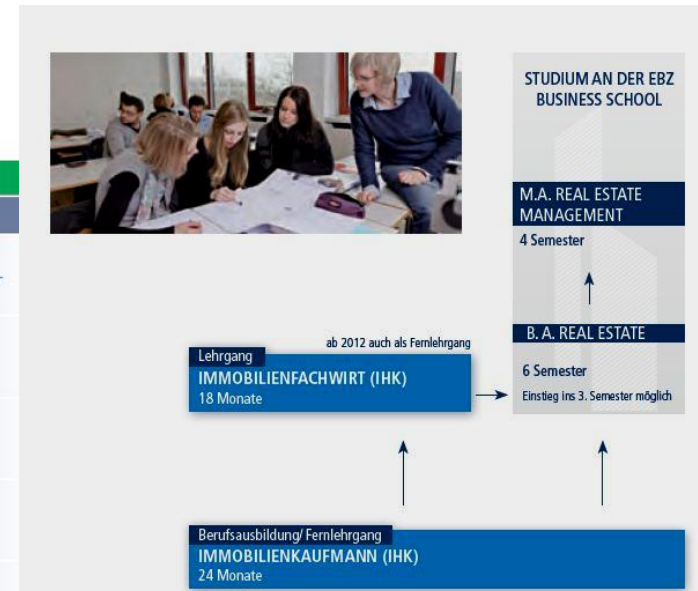 STUDIUM AN DER EBZ
BUSINESS SCHOOL
M.A. REAL ESTATE
MANAGEMENT
4 Semester
B. A. REAL ESTATE
6 Semester
Einstieg ins 3. Semester möglich
ab 2012 auch als Fernlehrgang
Lehrgang
IMMOBILIENFACHWIRT (IHK)
18 Monate
Berufsausbildung/ Fernlehrgang
IMMOBILIENKAUFMANN (IHK)
24 Monate